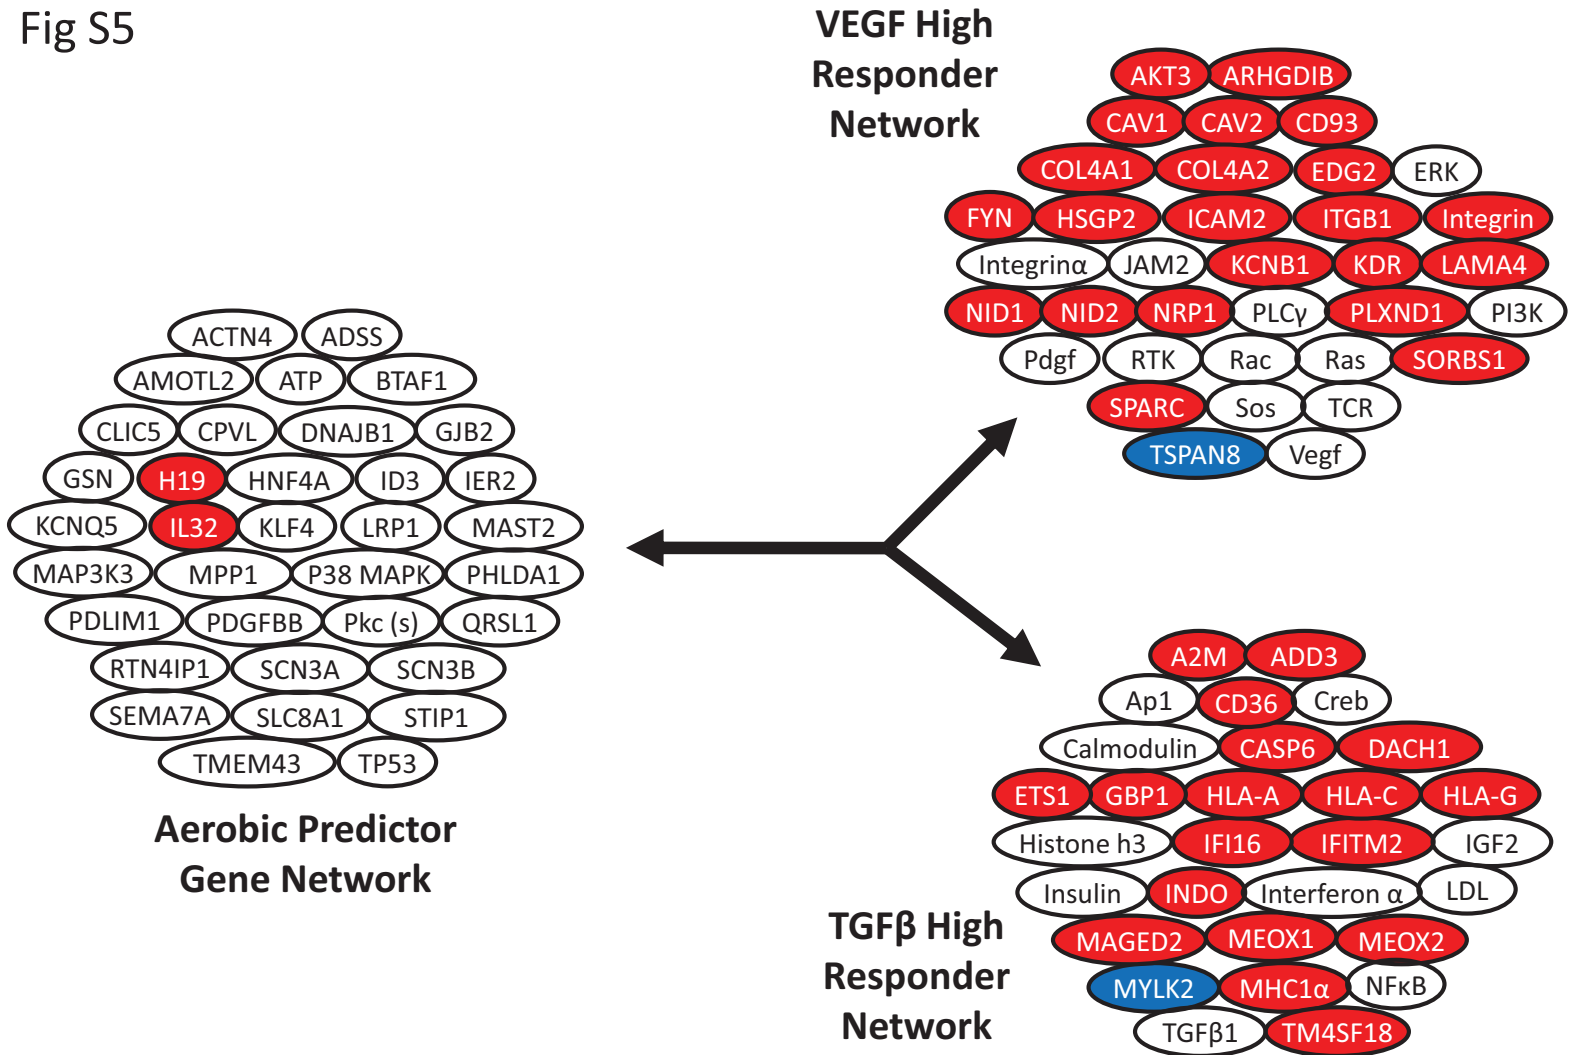 Fig S5
VEGF High
Responder
Network
AKT3 ARHGDIB
CAV1 CAV2 CD93
COL4A1 COL4A2 EDG2 ERK
FYN HSGP2 ICAM2 ITGB1 Integrin
Integrinα JAM2 KCNB1 KDR LAMA4
NID1 NID2 NRP1 PLCγ PLXND1 PI3K
Pdgf RTK Rac Ras SORBS1
SPARC Sos TCR
TSPAN8 Vegf
ACTN4 ADSS
AMOTL2 ATP BTAF1
CLIC5 CPVL DNAJB1 GJB2
GSN H19 HNF4A ID3 IER2
KCNQ5 IL32 KLF4 LRP1 MAST2
MAP3K3 MPP1 P38 MAPK PHLDA1
PDLIM1 PDGFBB Pkc (s) QRSL1
RTN4IP1 SCN3A SCN3B
SEMA7A SLC8A1 STIP1
TMEM43 TP53
Aerobic Predictor
Gene Network
A2M ADD3
Ap1 CD36 Creb
Calmodulin CASP6 DACH1
ETS1 GBP1 HLA-A HLA-C HLA-G
Histone h3 IFI16 IFITM2 IGF2
Insulin INDO Interferon α LDL
MAGED2 MEOX1 MEOX2
MYLK2 MHC1α NFκB
TGFβ1 TM4SF18
TGFβ High
Responder
Network